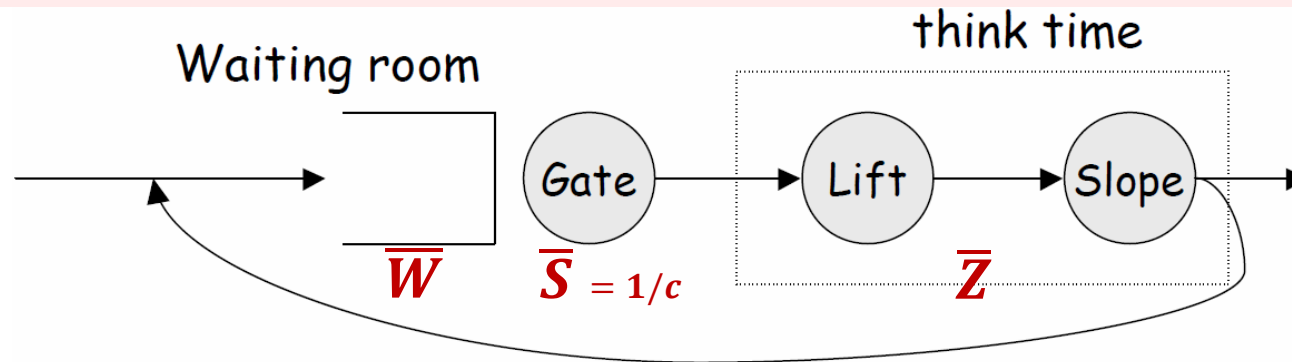 think time
Waiting room
Gate
Lift
Slope
W̅
S̅ = 1/c
Z̅